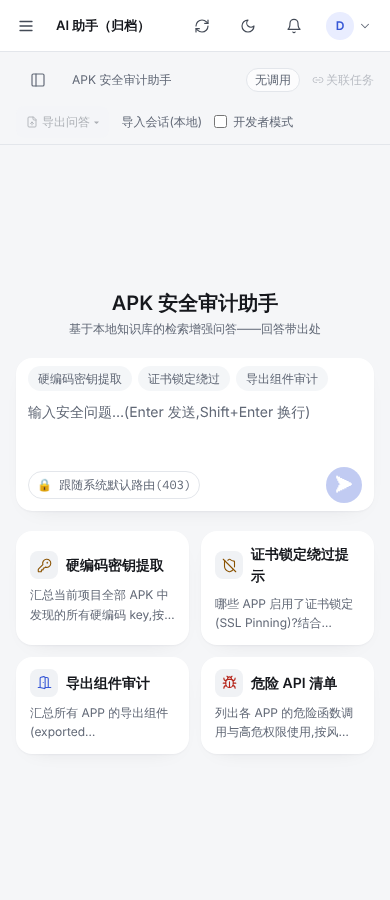 AI 助手（归档）
D
APK 安全审计助手
无调用
关联任务
导出问答
导入会话(本地)
开发者模式
APK 安全审计助手
基于本地知识库的检索增强问答——回答带出处
硬编码密钥提取
证书锁定绕过
导出组件审计
输入安全问题...(Enter 发送,Shift+Enter 换行)
跟随系统默认路由(403)
硬编码密钥提取
汇总当前项目全部 APK 中
发现的所有硬编码 key,按...
证书锁定绕过提
示
哪些 APP 启用了证书锁定
(SSL Pinning)?结合...
导出组件审计
汇总所有 APP 的导出组件
(exported...
危险 API 清单
列出各 APP 的危险函数调
用与高危权限使用,按风...